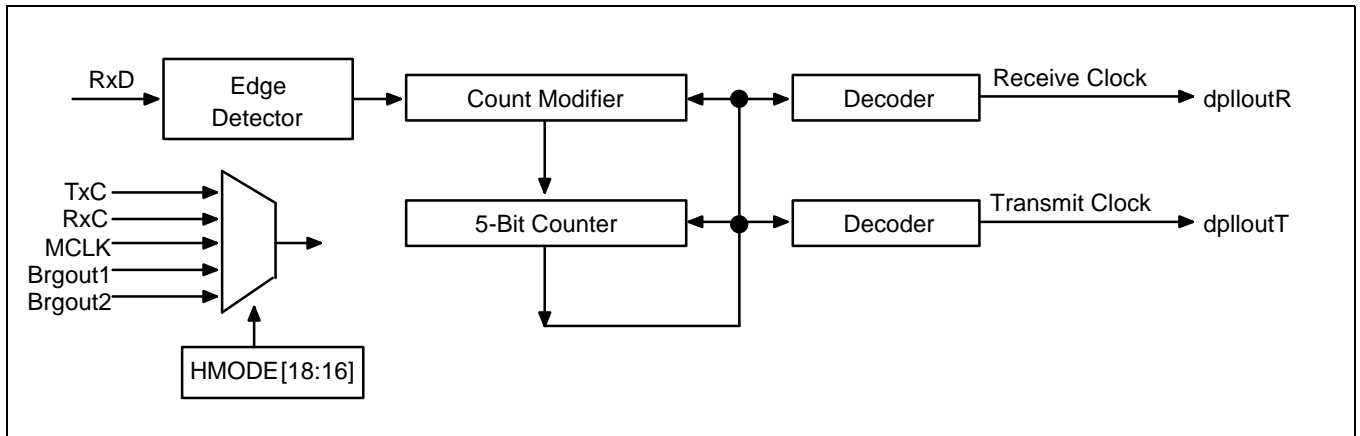 RxD
Edge
Detector
Count Modifier
Decoder
Receive Clock
dplloutR
TxC
RxC
MCLK
Brgout1
Brgout2
5-Bit Counter
Decoder
Transmit Clock
dplloutT
HMODE[18:16]